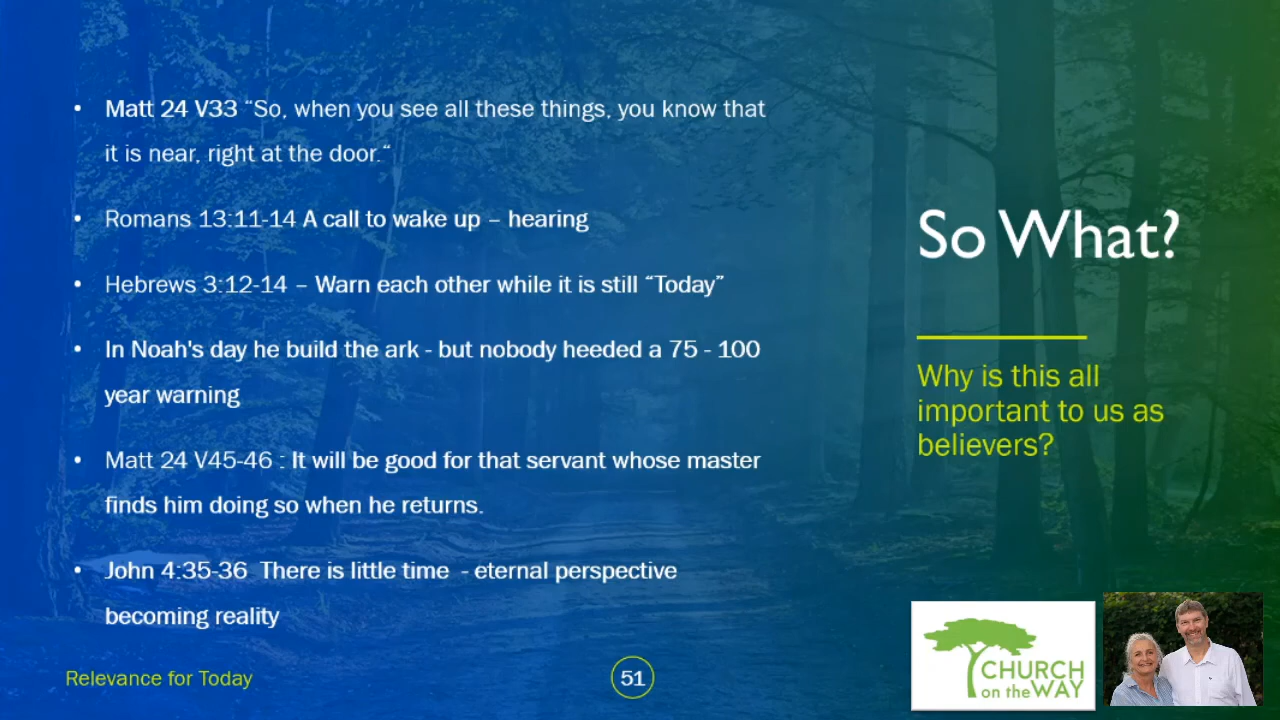 • Matt 24 V33 “So, when you see all these things, you know that
it is near, right at the door.“
• Romans 13:11-14 A call to wake up – hearing
• Hebrews 3:12-14 – Warn each other while it is still “Today”
• In Noah's day he build the ark - but nobody heeded a 75 - 100
year warning
• Matt 24 V45-46 : It will be good for that servant whose master
finds him doing so when he returns.
• John 4:35-36  There is little time  - eternal perspective
becoming reality
So What?
Why is this all
important to us as
believers?
Relevance for Today
51
CHURCH
on the WAY